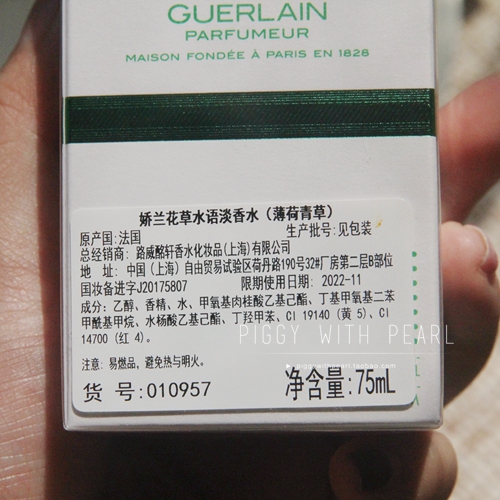 GUERLAIN
PARFUMEUR
MAISON FONDÉE À PARIS EN 1828
娇兰花草水语淡香水（薄荷青草）
原产国:法国 生产批号:见包装
总经销商: 路威酩轩香水化妆品(上海)有限公司
地 址: 中国（上海）自由贸易试验区荷丹路190号32#厂房第二层B部位
国妆备进字J20175807 限期使用日期: 2022-11
成分: 乙醇、香精、水、甲氧基肉桂酸乙基己酯、丁基甲氧基二苯
甲酰基甲烷、水杨酸乙基己酯、丁羟甲苯、CI 19140（黄 5）、CI
14700（红 4）。
PIGGY WITH PEARL
注意: 易燃品, 避免热与明火。
货 号:010957 净含量:75mL